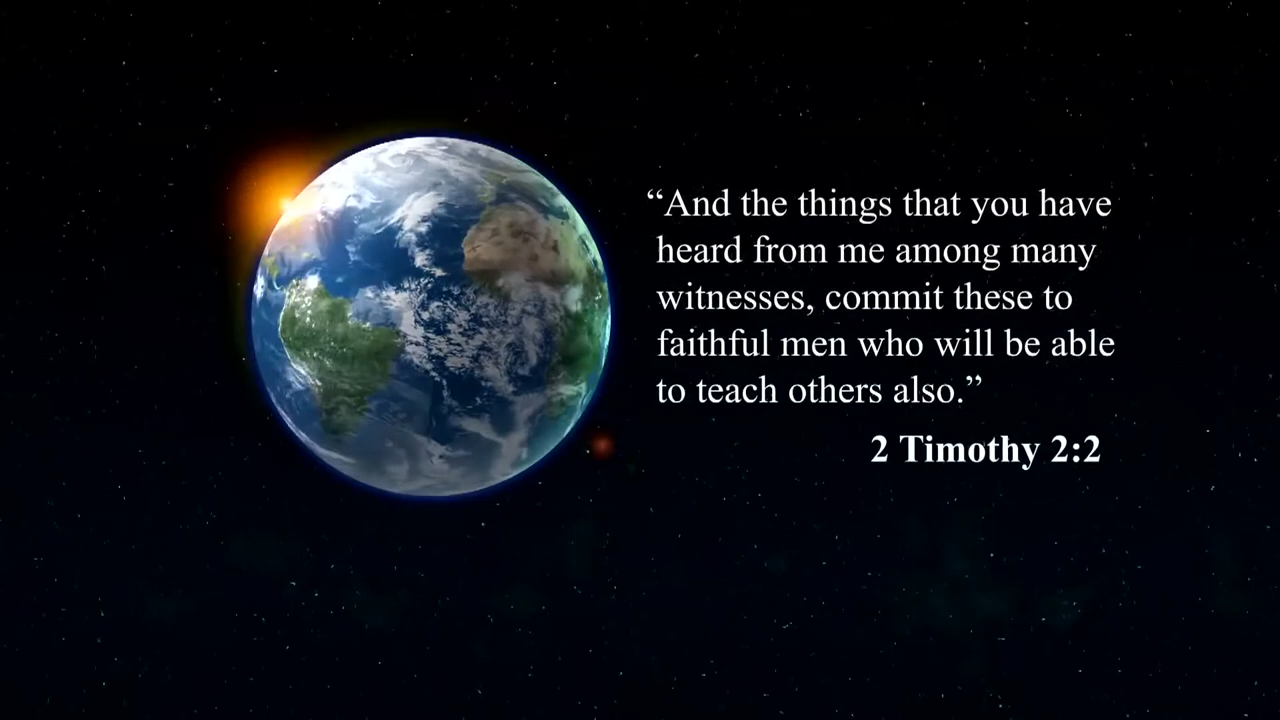 “And the things that you have
heard from me among many
witnesses, commit these to
faithful men who will be able
to teach others also.”
2 Timothy 2:2